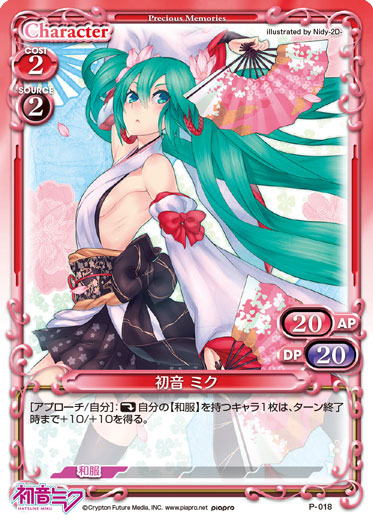 Precious Memories
Character
illustrated by Nidy-2D-
COST
2
SOURCE
2
20 AP
DP 20
初音 ミク
[アプローチ/自分]：自分の【和服】を持つキャラ1枚は、ターン終了
時まで+10/+10を得る。
和服
初音ミク
HATSUNE MIKU
©Crypton Future Media, INC. www.piapro.net piapro
P-018